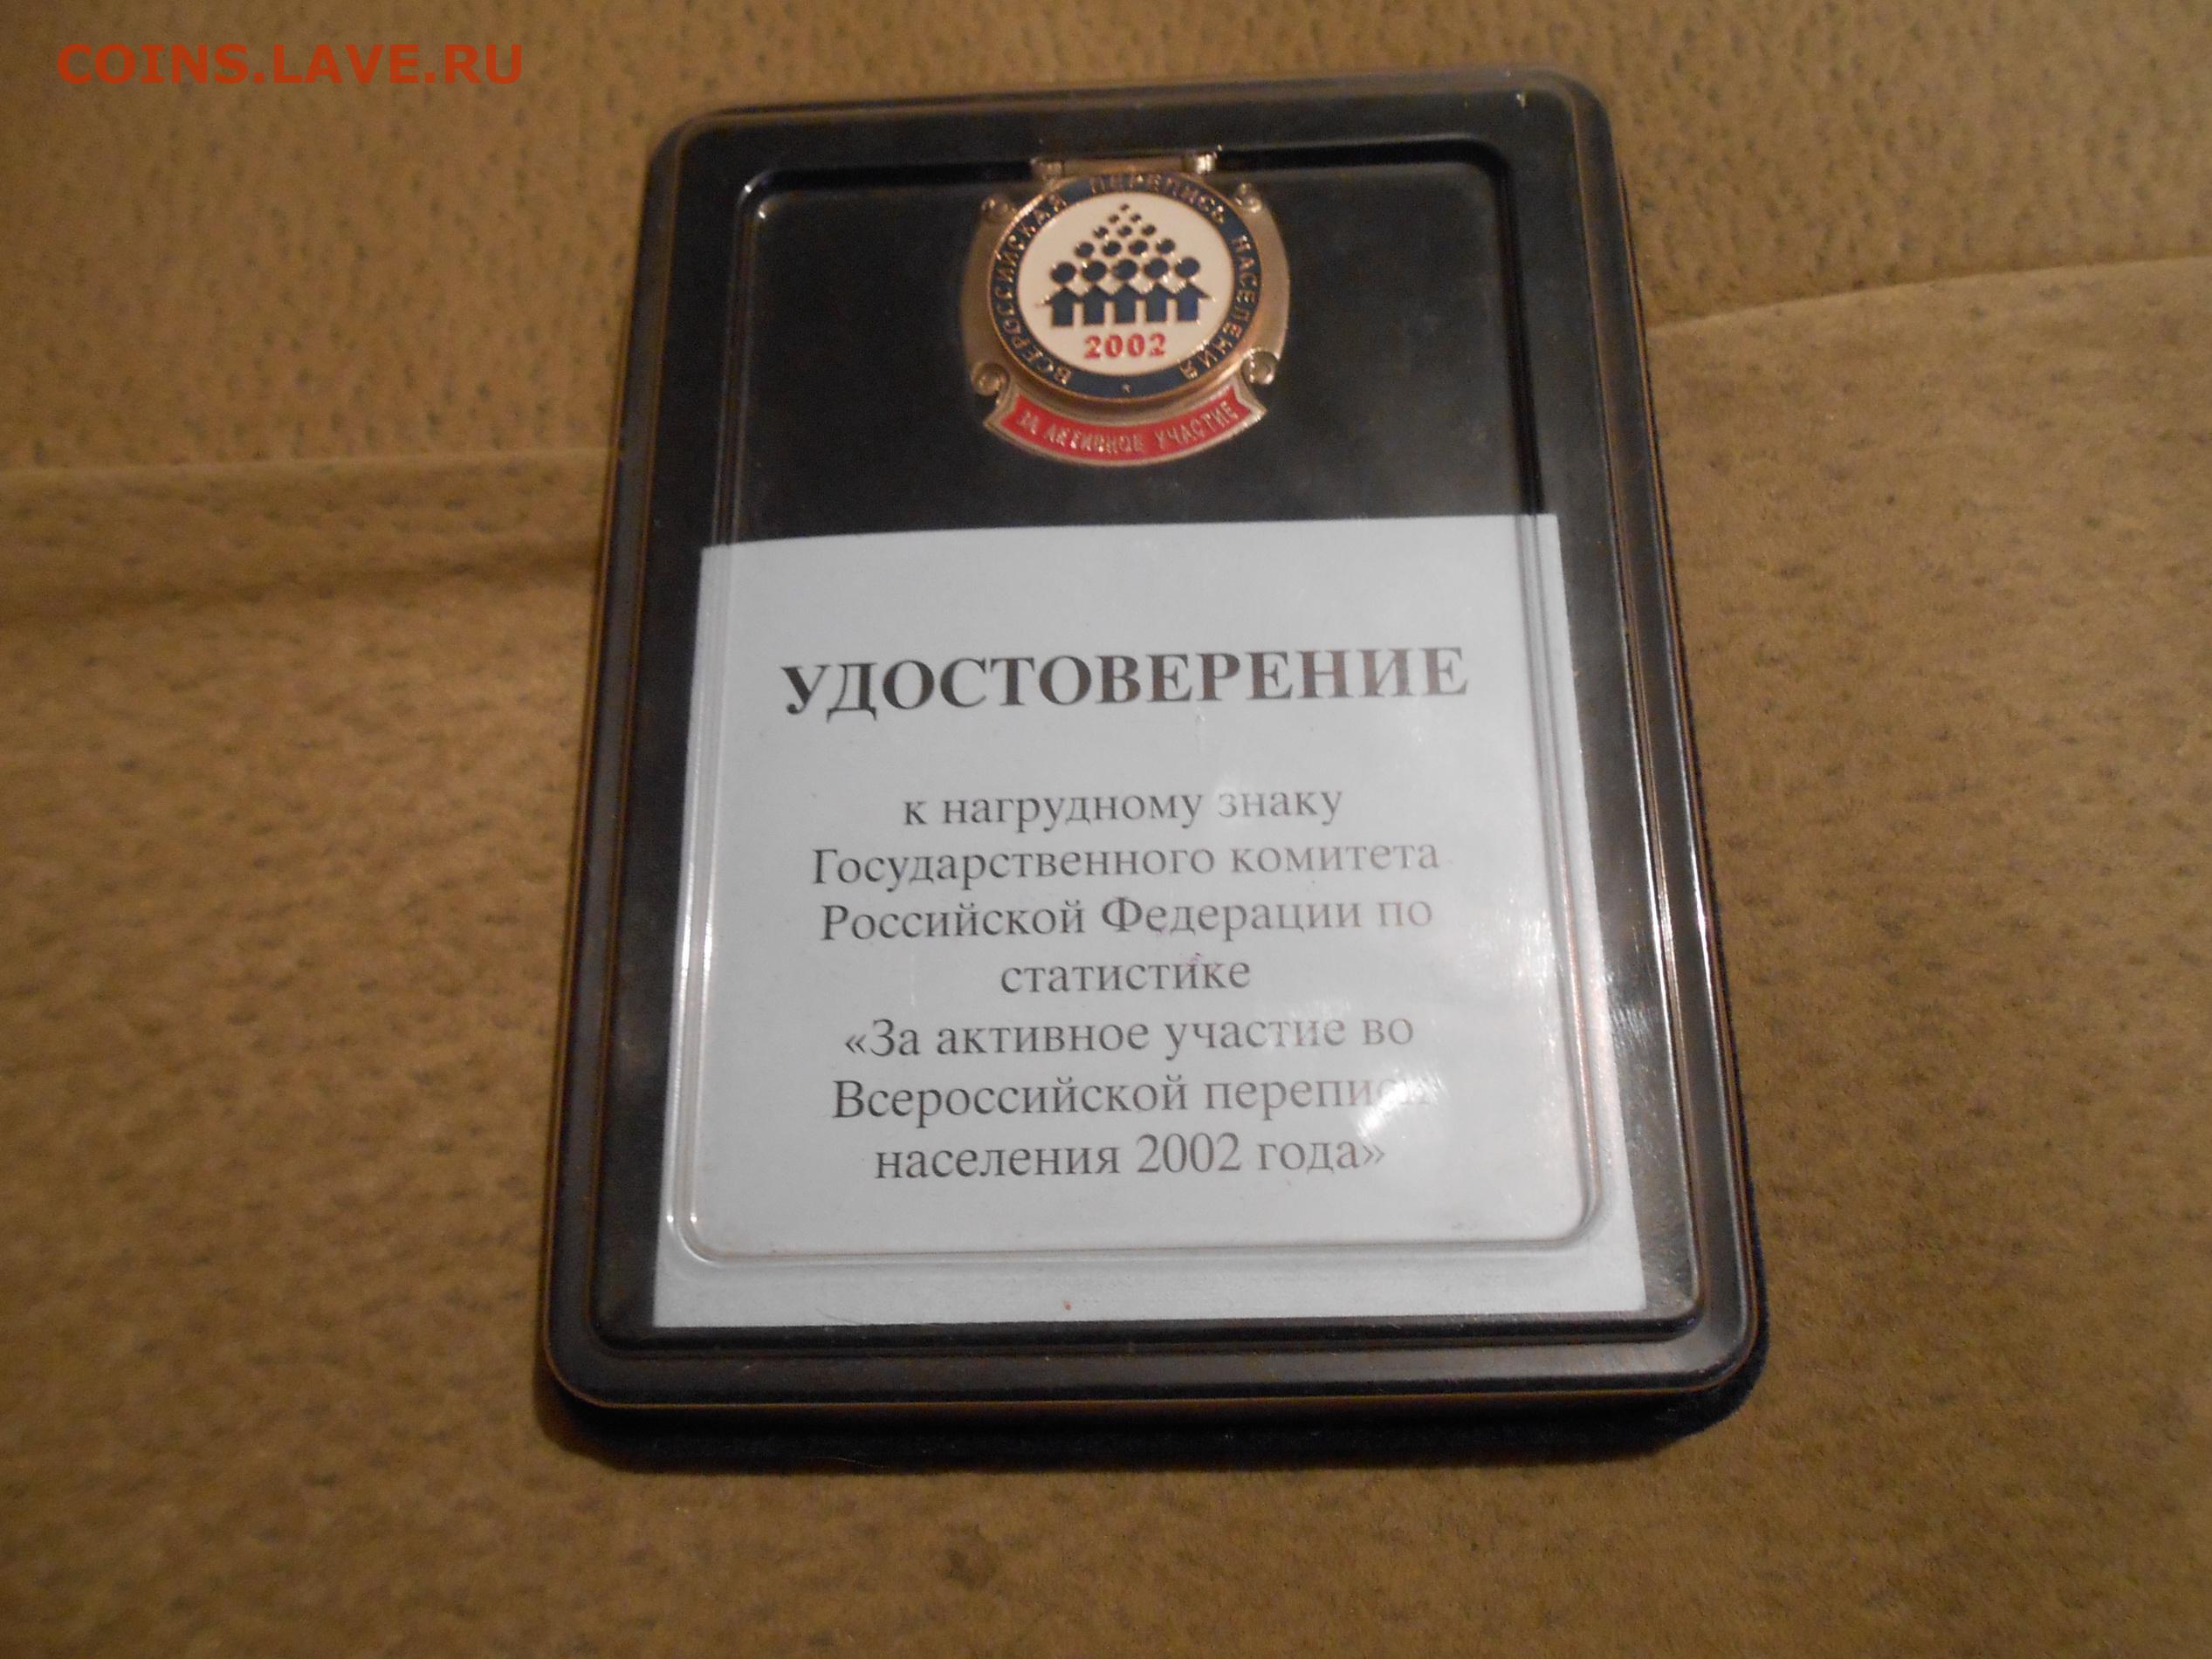 COINS.LAVE.RU
ВСЕРОССИЙСКАЯ ПЕРЕПИСЬ НАСЕЛЕНИЯ
2002
ЗА АКТИВНОЕ УЧАСТИЕ
УДОСТОВЕРЕНИЕ
к нагрудному знаку
Государственного комитета
Российской Федерации по
статистике
«За активное участие во
Всероссийской переписи
населения 2002 года»